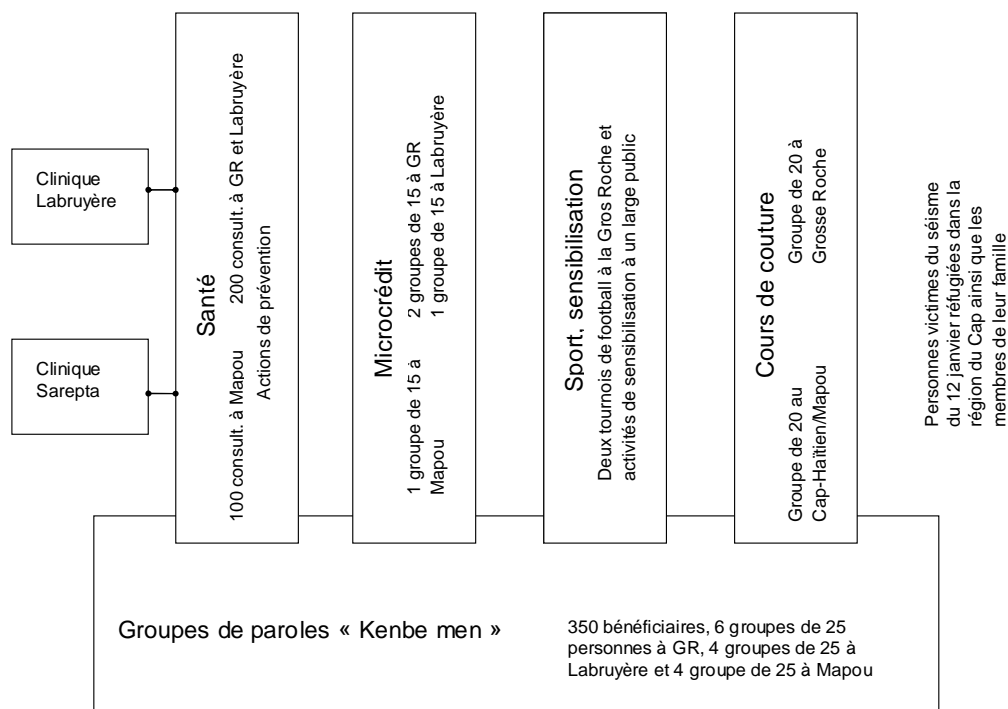 Clinique
Labruyère
Clinique
Sarepta
Santé
100 consult. à Mapou 200 consult. à GR et Labruyère
Actions de prévention
Microcrédit
1 groupe de 15 à
Mapou
2 groupes de 15 à GR
1 groupe de 15 à Labruyère
Sport, sensibilisation
Deux tournois de football à la Gros Roche et
activités de sensibilisation à un large public
Cours de couture
Groupe de 20 au
Cap-Haïtien/Mapou
Groupe de 20 à
Grosse Roche
Personnes victimes du séisme
du 12 janvier réfugiées dans la
région du Cap ainsi que les
membres de leur famille
Groupes de paroles « Kenbe men »
350 bénéficiaires, 6 groupes de 25
personnes à GR, 4 groupes de 25 à
Labruyère et 4 groupe de 25 à Mapou